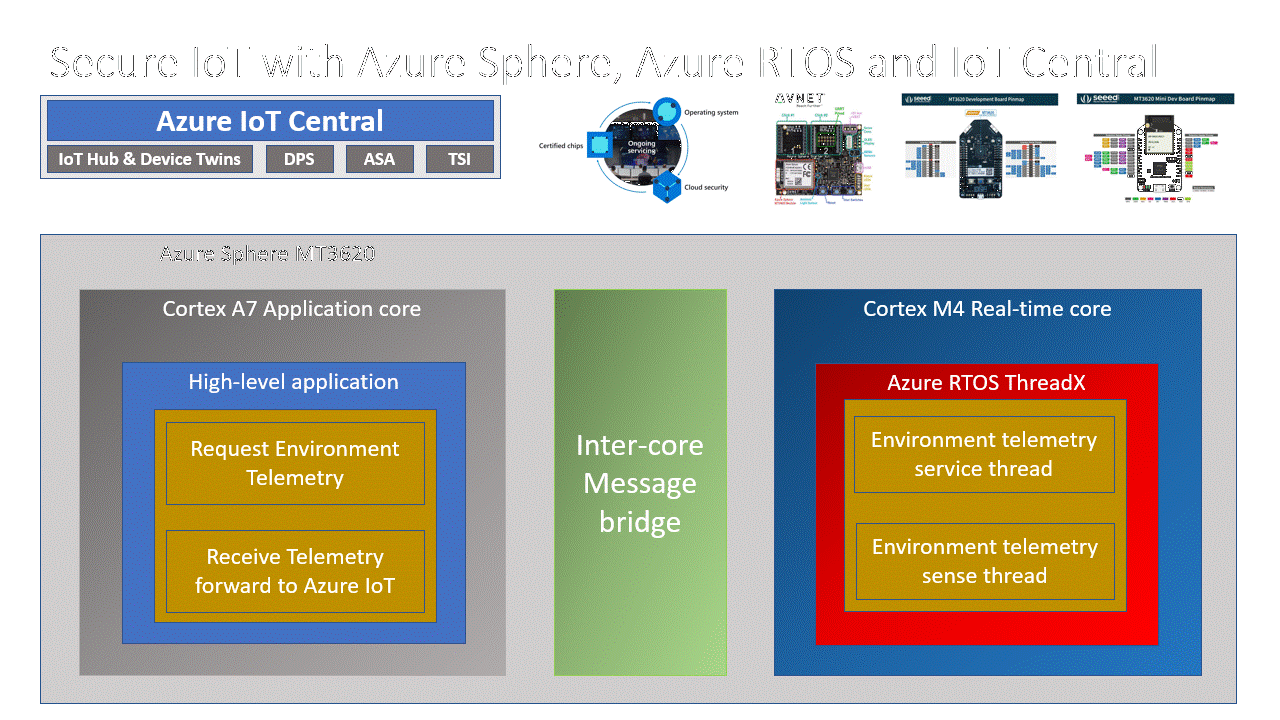 Secure IoT with Azure Sphere, Azure RTOS and IoT Central
Azure IoT Central
IoT Hub & Device Twins
DPS
ASA
TSI
Operating system
Certified chips
Ongoing
servicing
Cloud security
AVNET
seeed
MT3620 Development Board Pinmap
seeed
MT3620 Mini Dev Board Pinmap
Azure Sphere MT3620
Cortex A7 Application core
High-level application
Request Environment
Telemetry
Receive Telemetry
forward to Azure IoT
Inter-core
Message
bridge
Cortex M4 Real-time core
Azure RTOS ThreadX
Environment telemetry
service thread
Environment telemetry
sense thread